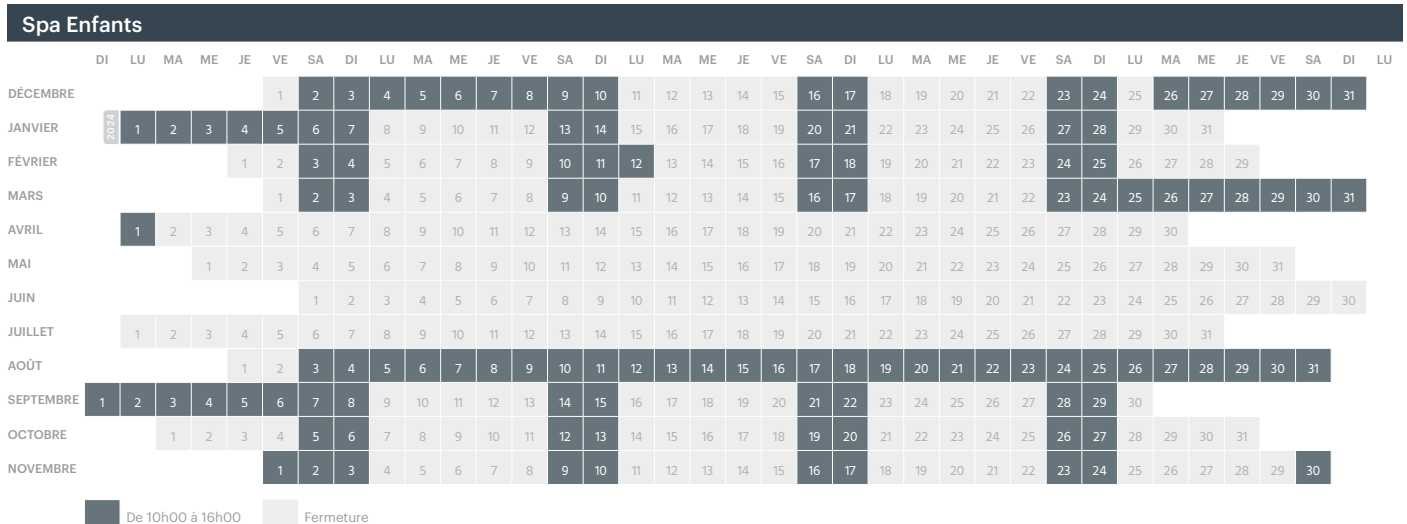 Spa Enfants
DI LU MA ME JE VE SA DI LU MA ME JE VE SA DI LU MA ME JE VE SA DI LU MA ME JE VE SA DI LU MA ME JE VE SA DI LU
DÉCEMBRE 1 2 3 4 5 6 7 8 9 10 11 12 13 14 15 16 17 18 19 20 21 22 23 24 25 26 27 28 29 30 31
JANVIER 2024 1 2 3 4 5 6 7 8 9 10 11 12 13 14 15 16 17 18 19 20 21 22 23 24 25 26 27 28 29 30 31
FÉVRIER 1 2 3 4 5 6 7 8 9 10 11 12 13 14 15 16 17 18 19 20 21 22 23 24 25 26 27 28 29
MARS 1 2 3 4 5 6 7 8 9 10 11 12 13 14 15 16 17 18 19 20 21 22 23 24 25 26 27 28 29 30 31
AVRIL 1 2 3 4 5 6 7 8 9 10 11 12 13 14 15 16 17 18 19 20 21 22 23 24 25 26 27 28 29 30
MAI 1 2 3 4 5 6 7 8 9 10 11 12 13 14 15 16 17 18 19 20 21 22 23 24 25 26 27 28 29 30 31
JUIN 1 2 3 4 5 6 7 8 9 10 11 12 13 14 15 16 17 18 19 20 21 22 23 24 25 26 27 28 29 30
JUILLET 1 2 3 4 5 6 7 8 9 10 11 12 13 14 15 16 17 18 19 20 21 22 23 24 25 26 27 28 29 30 31
AOÛT 1 2 3 4 5 6 7 8 9 10 11 12 13 14 15 16 17 18 19 20 21 22 23 24 25 26 27 28 29 30 31
SEPTEMBRE 1 2 3 4 5 6 7 8 9 10 11 12 13 14 15 16 17 18 19 20 21 22 23 24 25 26 27 28 29 30
OCTOBRE 1 2 3 4 5 6 7 8 9 10 11 12 13 14 15 16 17 18 19 20 21 22 23 24 25 26 27 28 29 30 31
NOVEMBRE 1 2 3 4 5 6 7 8 9 10 11 12 13 14 15 16 17 18 19 20 21 22 23 24 25 26 27 28 29 30
De 10h00 à 16h00 Fermeture